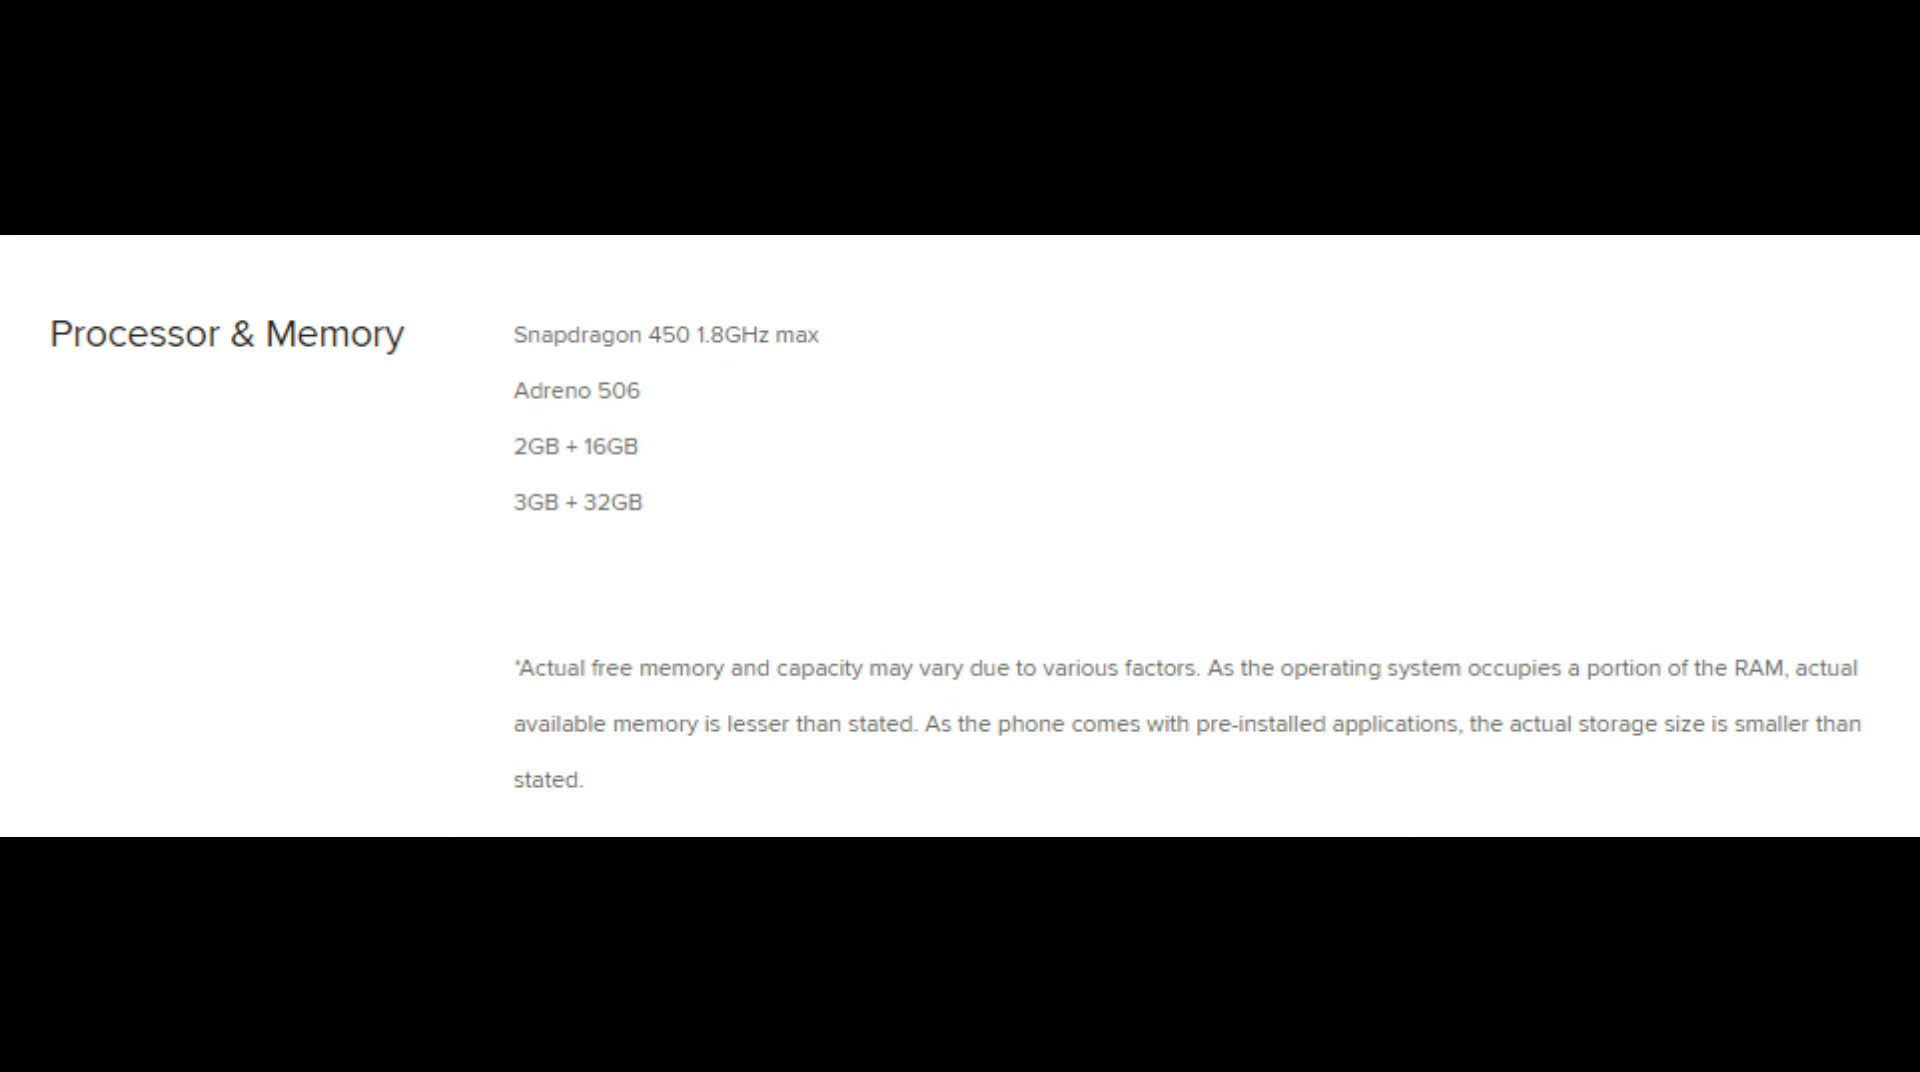 Processor & Memory
Snapdragon 450 1.8GHz max
Adreno 506
2GB + 16GB
3GB + 32GB
*Actual free memory and capacity may vary due to various factors. As the operating system occupies a portion of the RAM, actual
available memory is lesser than stated. As the phone comes with pre-installed applications, the actual storage size is smaller than
stated.